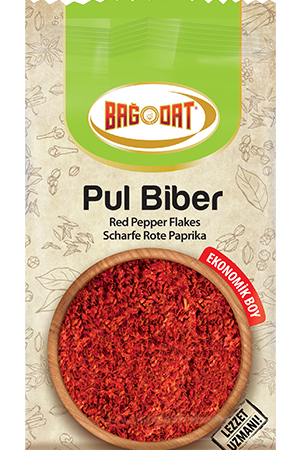 BAĞDAT
Pul Biber
Red Pepper Flakes
Scharfe Rote Paprika
EKONOMİK BOY
LEZZET
UZMANI!